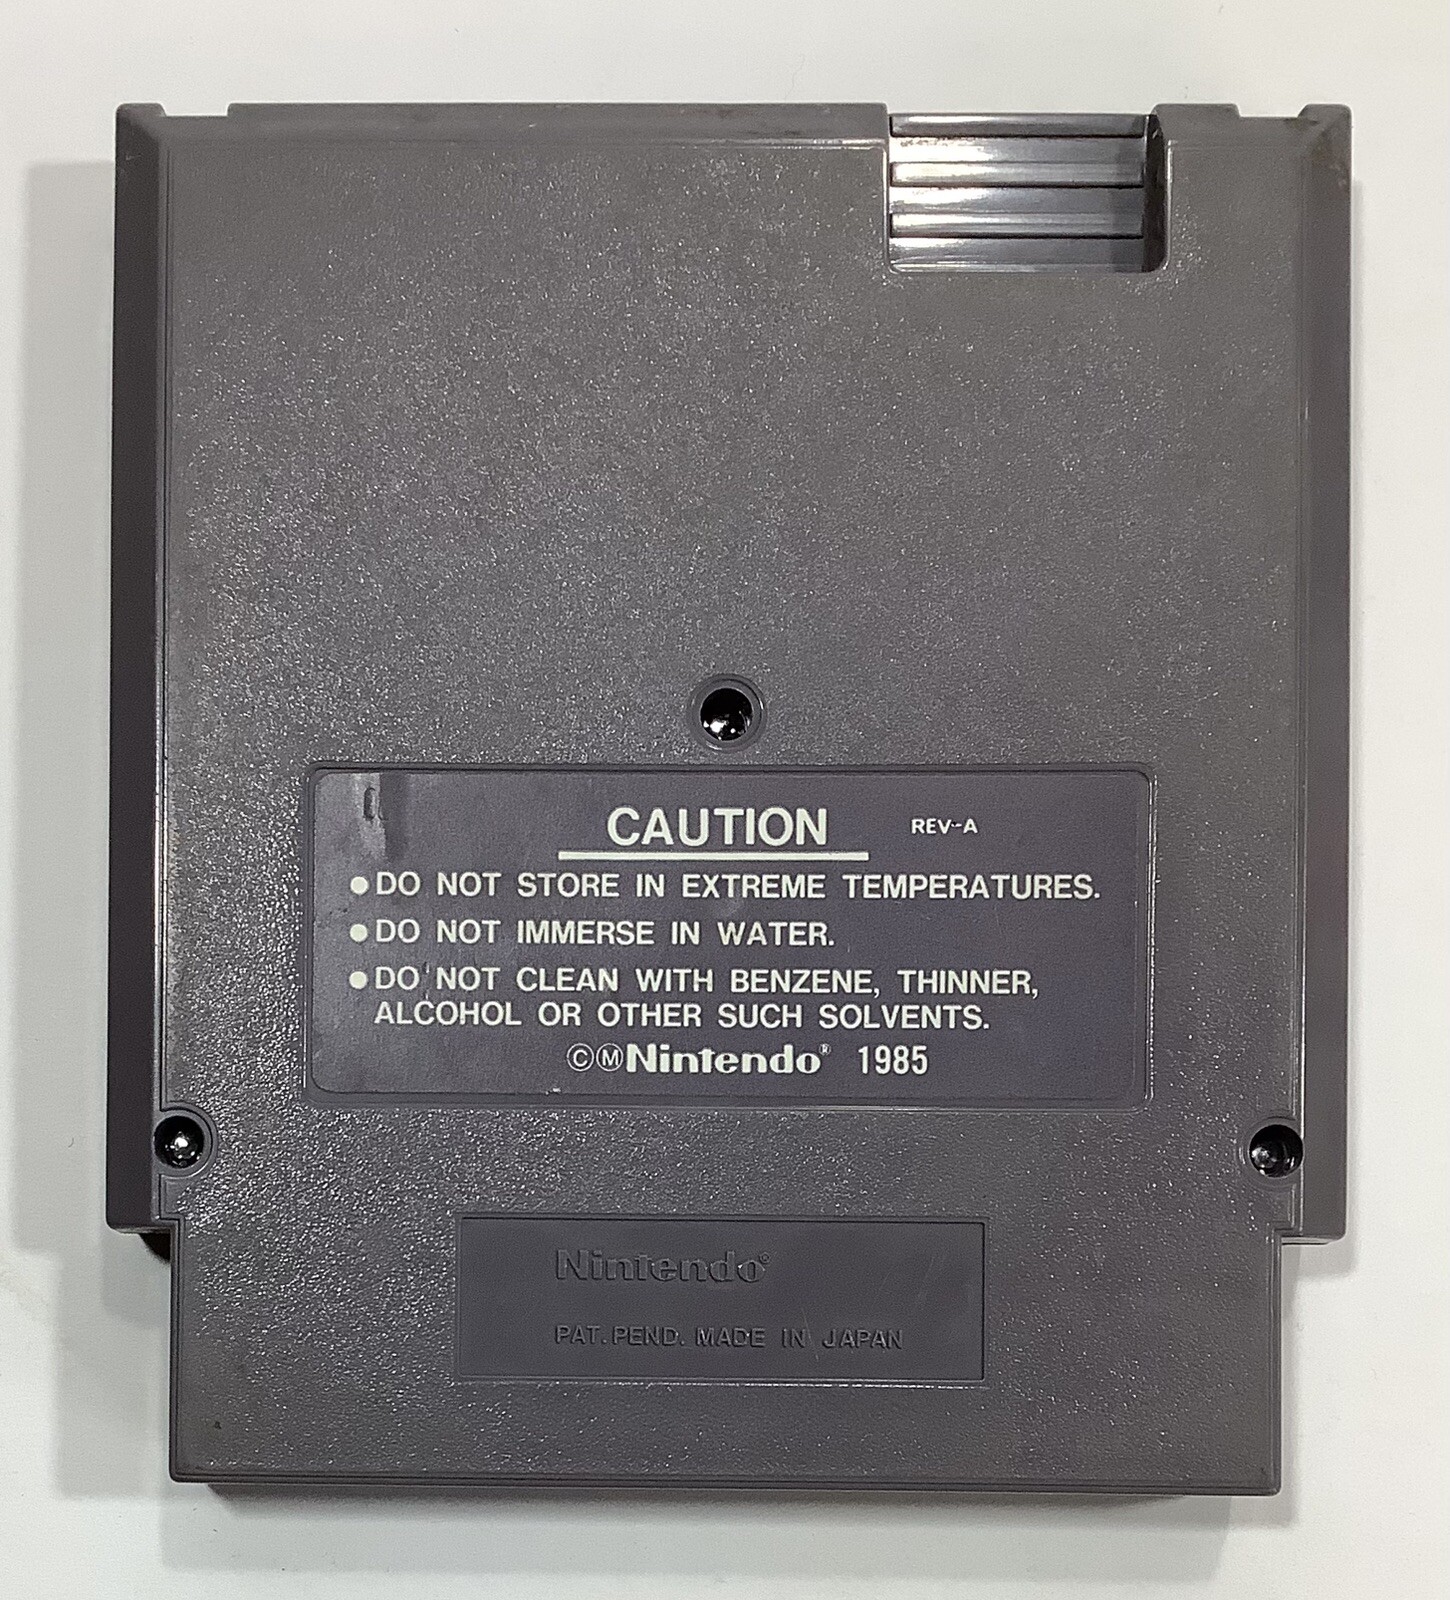 CAUTION REV-A
●DO NOT STORE IN EXTREME TEMPERATURES.
●DO NOT IMMERSE IN WATER.
●DO NOT CLEAN WITH BENZENE, THINNER,
ALCOHOL OR OTHER SUCH SOLVENTS.
©ⓂNintendo® 1985
Nintendo®
PAT. PEND. MADE IN JAPAN